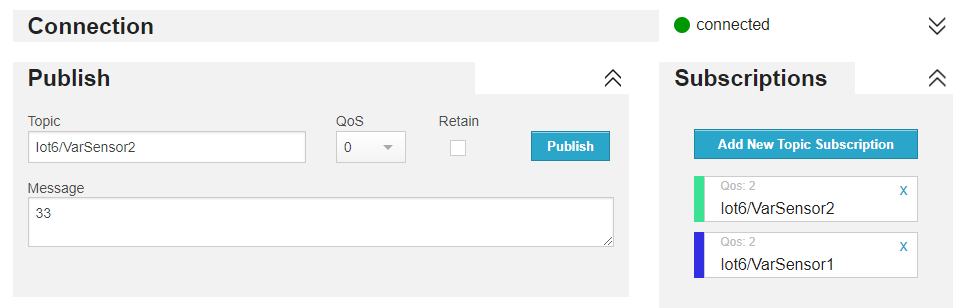 Connection
connected
Publish
Topic
QoS
Retain
Iot6/VarSensor2
0
Publish
Message
33
Subscriptions
Add New Topic Subscription
Qos: 2
x
Iot6/VarSensor2
Qos: 2
x
Iot6/VarSensor1